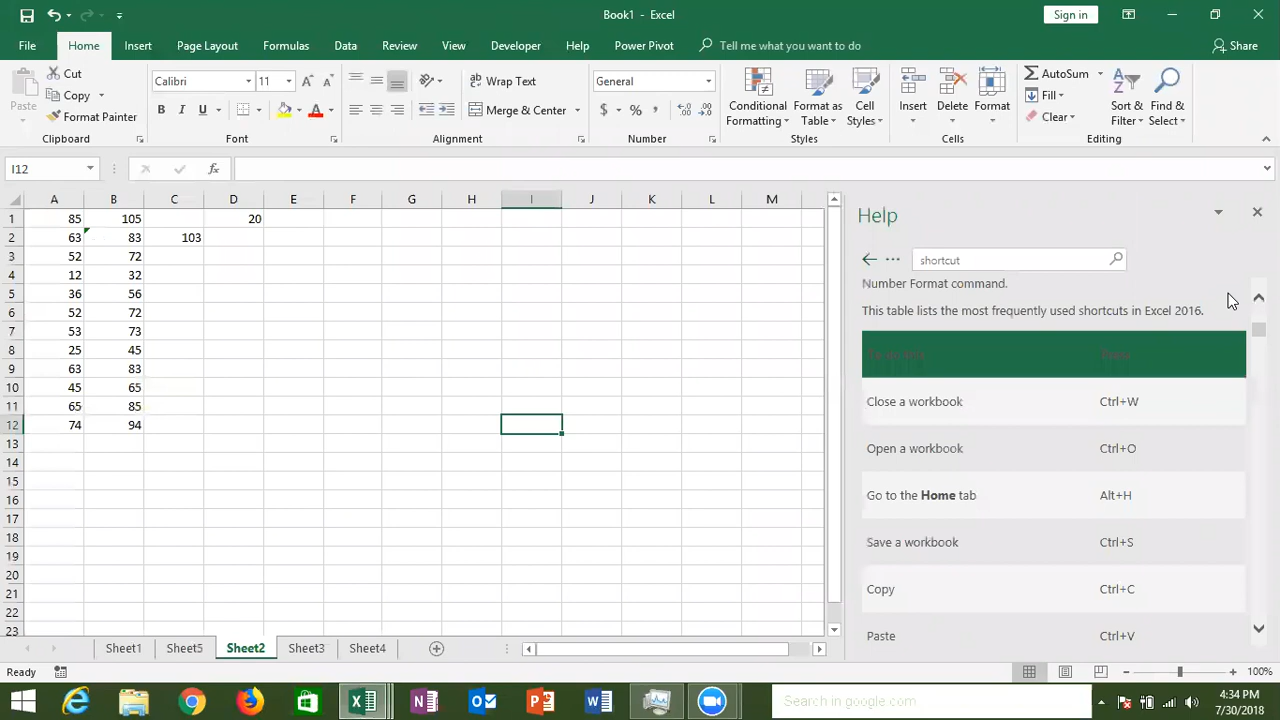 Book1 - Excel
Sign in
File Home Insert Page Layout Formulas Data Review View Developer Help Power Pivot Tell me what you want to do Share
Paste
Cut
Copy
Format Painter
Clipboard
Calibri 11
B I U
Font
Wrap Text
Merge & Center
Alignment
General
$ % ,
Number
Conditional Formatting
Format as Table
Cell Styles
Styles
Insert
Delete
Format
Cells
AutoSum
Fill
Clear
Sort & Filter
Find & Select
Editing
I12
fx
A B C D E F G H I J K L M
1 85 105 20
2 63 83 103
3 52 72
4 12 32
5 36 56
6 52 72
7 53 73
8 25 45
9 63 83
10 45 65
11 65 85
12 74 94
13
14
15
16
17
18
19
20
21
22
23
Help
shortcut
Number Format command.
This table lists the most frequently used shortcuts in Excel 2016.
Close a workbook Ctrl+W
Open a workbook Ctrl+O
Go to the Home tab Alt+H
Save a workbook Ctrl+S
Copy Ctrl+C
Paste Ctrl+V
Sheet1 Sheet5 Sheet2 Sheet3 Sheet4
Ready
100%
Search in google.com
4:34 PM
7/30/2018